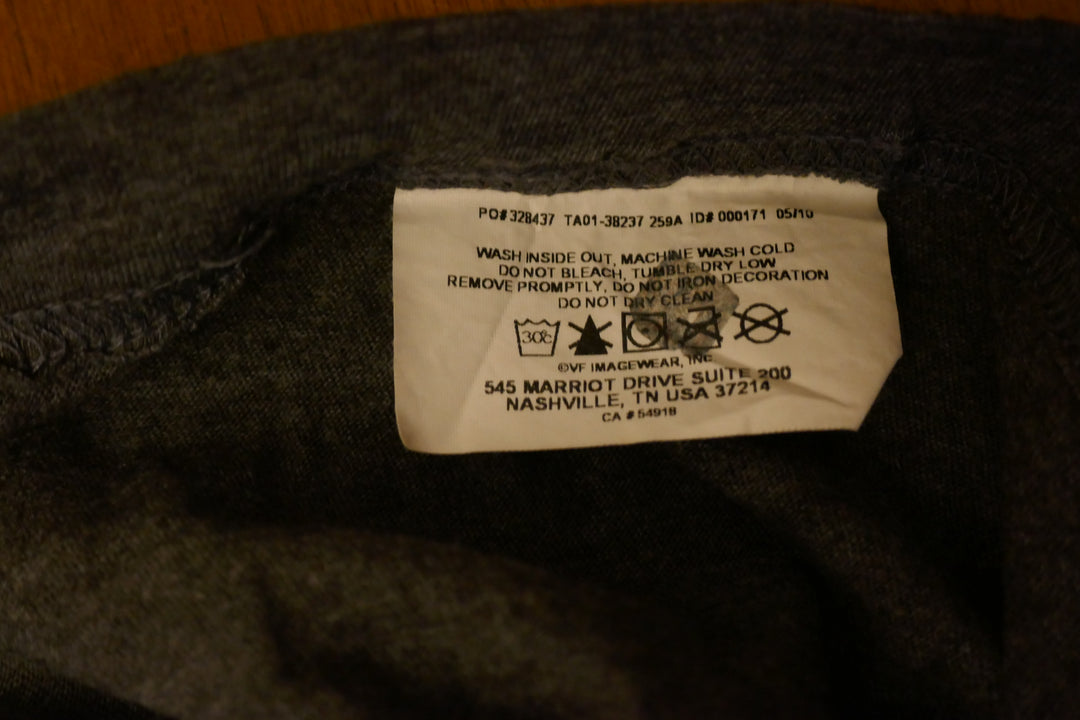 PO# 328437 TA01-38237 259A ID# 000171 05/10
WASH INSIDE OUT, MACHINE WASH COLD
DO NOT BLEACH, TUMBLE DRY LOW
REMOVE PROMPTLY, DO NOT IRON DECORATION
DO NOT DRY CLEAN
30c
©VF IMAGEWEAR, INC
545 MARRIOT DRIVE SUITE 200
NASHVILLE, TN USA 37214
CA # 54918